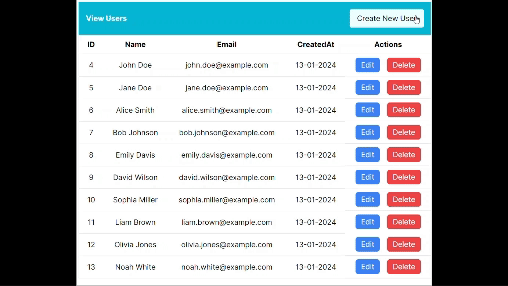 View Users Create New User
ID Name Email CreatedAt Actions
4 John Doe john.doe@example.com 13-01-2024 Edit Delete
5 Jane Doe jane.doe@example.com 13-01-2024 Edit Delete
6 Alice Smith alice.smith@example.com 13-01-2024 Edit Delete
7 Bob Johnson bob.johnson@example.com 13-01-2024 Edit Delete
8 Emily Davis emily.davis@example.com 13-01-2024 Edit Delete
9 David Wilson david.wilson@example.com 13-01-2024 Edit Delete
10 Sophia Miller sophia.miller@example.com 13-01-2024 Edit Delete
11 Liam Brown liam.brown@example.com 13-01-2024 Edit Delete
12 Olivia Jones olivia.jones@example.com 13-01-2024 Edit Delete
13 Noah White noah.white@example.com 13-01-2024 Edit Delete